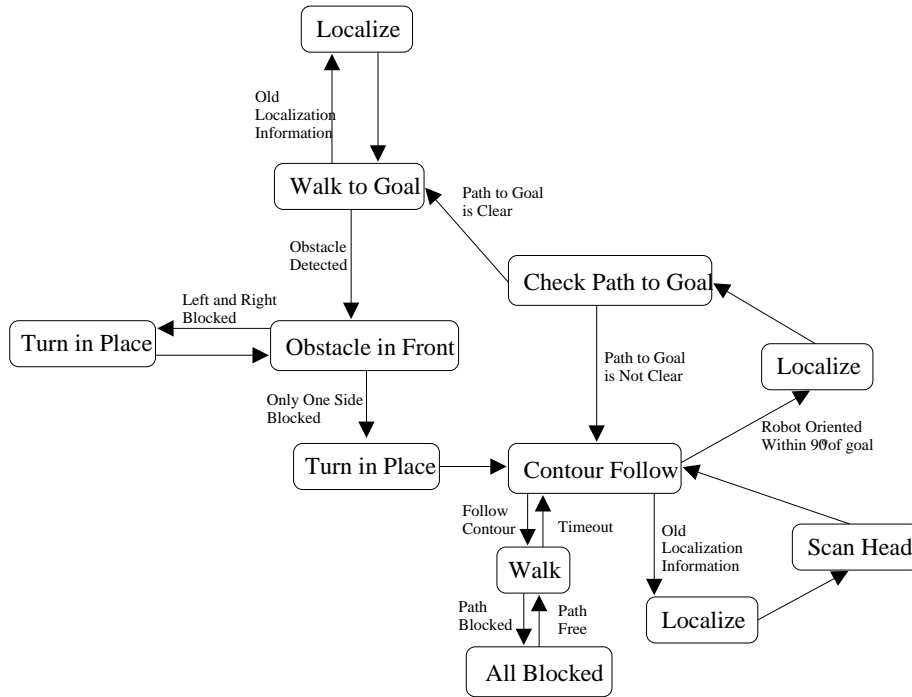 Localize
Old
Localization
Information
Walk to Goal
Path to Goal
is Clear
Obstacle
Detected
Check Path to Goal
Left and Right
Blocked
Turn in Place
Obstacle in Front
Path to Goal
is Not Clear
Localize
Only One Side
Blocked
Robot Oriented
Within 90°of goal
Turn in Place
Contour Follow
Follow
Contour
Timeout
Old
Localization
Information
Scan Head
Walk
Path
Blocked
Path
Free
Localize
All Blocked